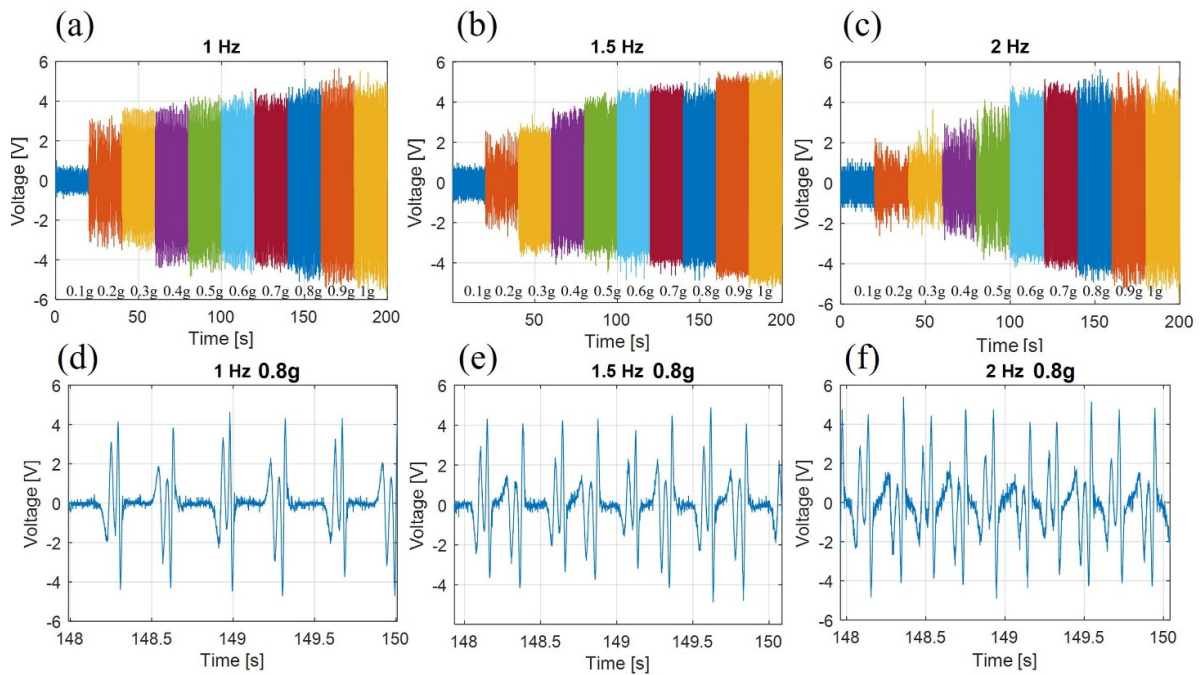 (a)
1 Hz
(b)
1.5 Hz
(c)
2 Hz
Voltage [V]
6
4
2
0
-2
-4
-6
0.1g 0.2g 0.3g 0.4g 0.5g 0.6g 0.7g 0.8g 0.9g 1g
0 50 100 150 200
Time [s]
Voltage [V]
6
4
2
0
-2
-4
0.1g 0.2g 0.3g 0.4g 0.5g 0.6g 0.7g 0.8g 0.9g 1g
50 100 150 200
Time [s]
Voltage [V]
6
4
2
0
-2
-4
-6
0.1g 0.2g 0.3g 0.4g 0.5g 0.6g 0.7g 0.8g 0.9g 1g
0 50 100 150 200
Time [s]
(d)
1 Hz 0.8g
(e)
1.5 Hz 0.8g
(f)
2 Hz 0.8g
Voltage [V]
6
4
2
0
-2
-4
-6
148 148.5 149 149.5 150
Time [s]
Voltage [V]
6
4
2
0
-2
-4
148 148.5 149 149.5 150
Time [s]
Voltage [V]
6
4
2
0
-2
-4
-6
148 148.5 149 149.5 150
Time [s]